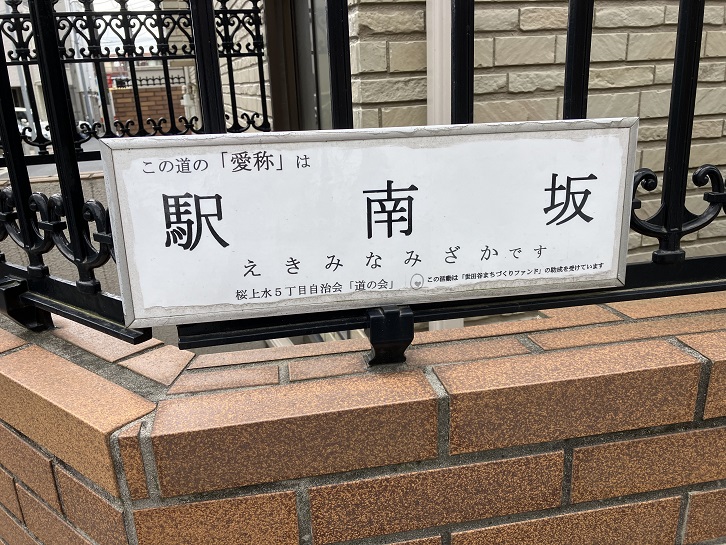 この道の「愛称」は
駅南坂
えきみなみざかです
桜上水５丁目自治会「道の会」 この活動は「世田谷まちづくりファンド」の助成を受けています